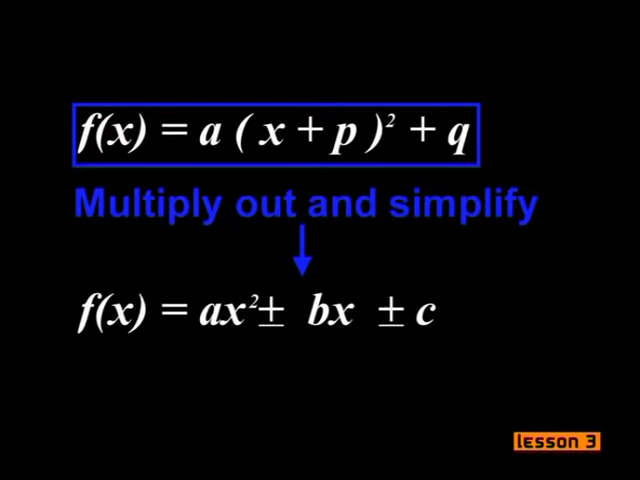 f(x) = a ( x + p )² + q
Multiply out and simplify
f(x) = ax² ± bx ± c
lesson 3